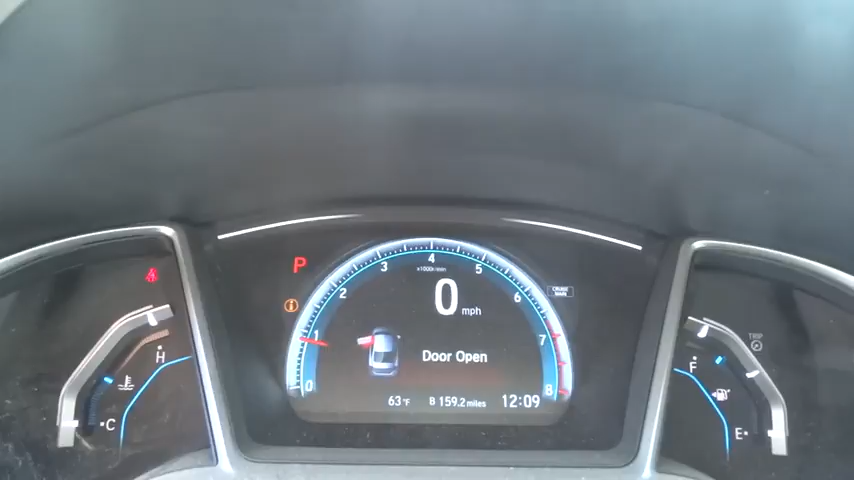 P
4
3
5
x1000r/min
2
6
0 mph
CRUISE
MAIN
1
7
TRIP
H
Door Open
F
0
8
C
63°F
B 159.2 miles
12:09
E